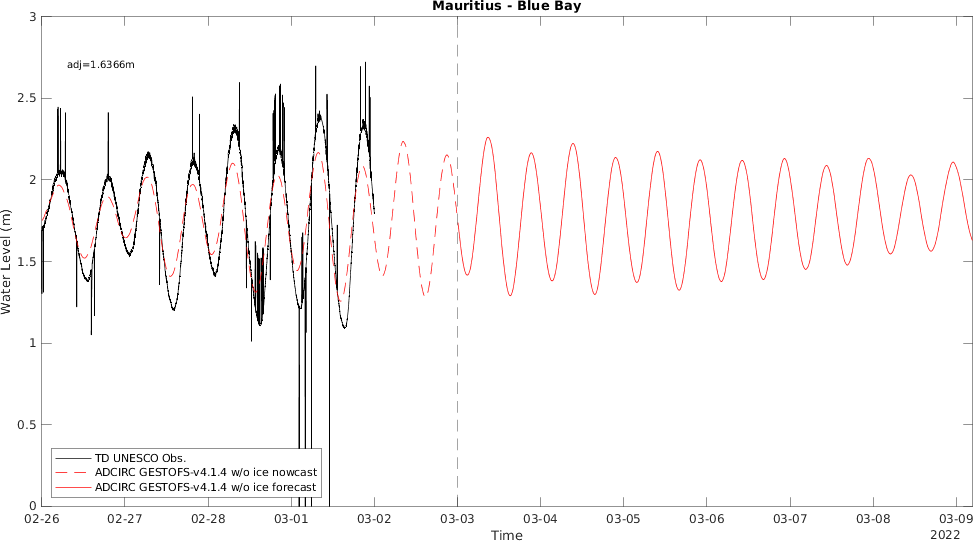 Mauritius - Blue Bay
adj=1.6366m
3
2.5
2
1.5
1
0.5
0
Water Level (m)
TD UNESCO Obs.
ADCIRC GESTOFS-v4.1.4 w/o ice nowcast
ADCIRC GESTOFS-v4.1.4 w/o ice forecast
02-26 02-27 02-28 03-01 03-02 03-03 03-04 03-05 03-06 03-07 03-08 03-09
Time
2022